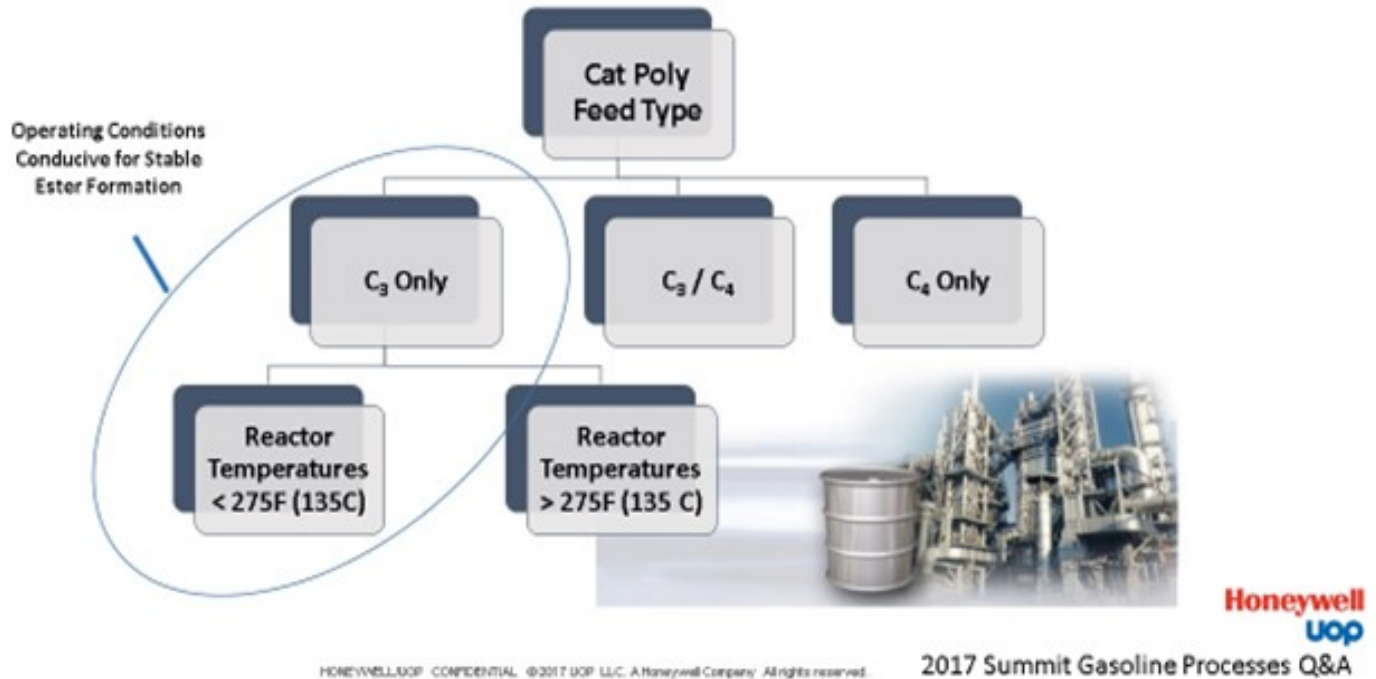 Cat Poly
Feed Type
Operating Conditions
Conducive for Stable
Ester Formation
C₃ Only
C₃ / C₄
C₄ Only
Reactor
Temperatures
< 275F (135C)
Reactor
Temperatures
> 275F (135 C)
Honeywell
UOP
HONEYWELL/UOP CONFIDENTIAL ©2017 UOP LLC. A Honeywell Company All rights reserved.
2017 Summit Gasoline Processes Q&A